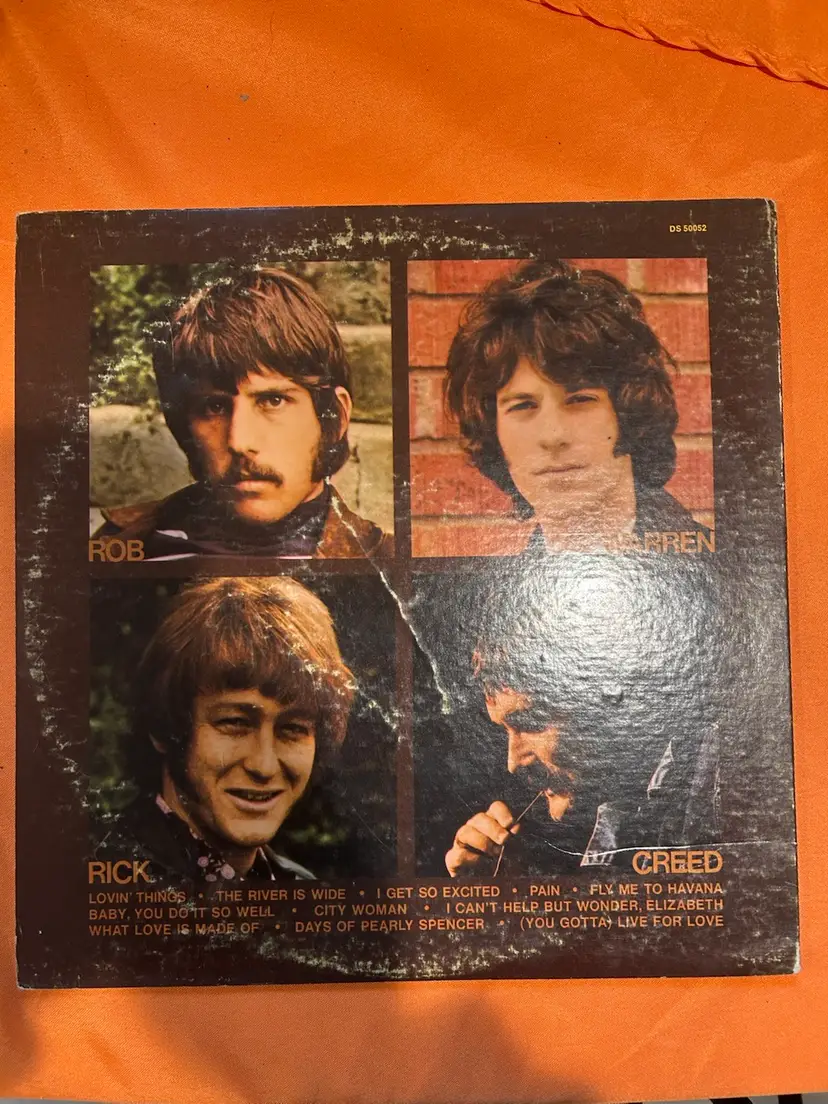 DS 50052
ROB
WARREN
RICK
CREED
LOVIN' THINGS • THE RIVER IS WIDE • I GET SO EXCITED • PAIN • FLY ME TO HAVANA
BABY, YOU DO IT SO WELL • CITY WOMAN • I CAN'T HELP BUT WONDER, ELIZABETH
WHAT LOVE IS MADE OF • DAYS OF PEARLY SPENCER • (YOU GOTTA) LIVE FOR LOVE